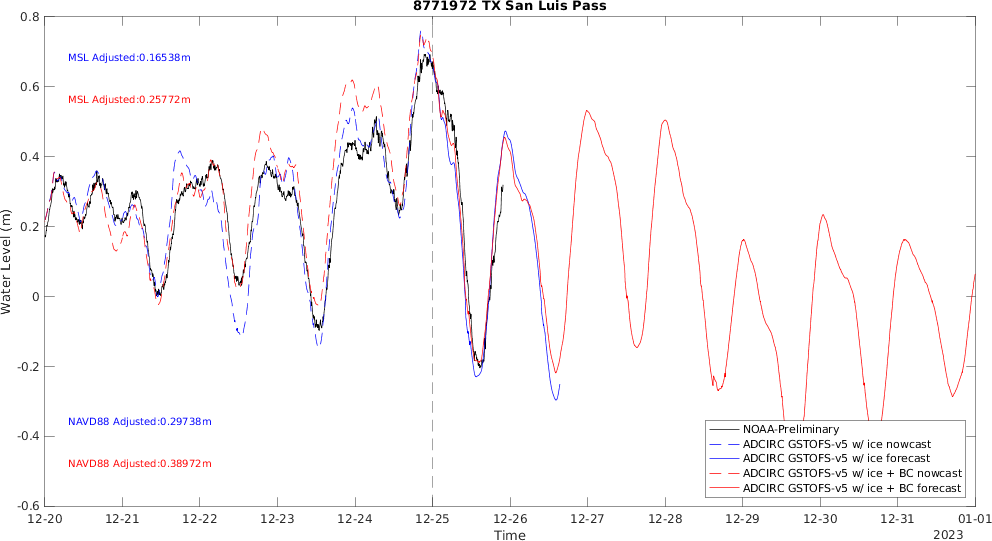 8771972 TX San Luis Pass
0.8
0.6
0.4
0.2
0
-0.2
-0.4
-0.6
Water Level (m)
MSL Adjusted:0.16538m
MSL Adjusted:0.25772m
NAVD88 Adjusted:0.29738m
NAVD88 Adjusted:0.38972m
NOAA-Preliminary
ADCIRC GSTOFS-v5 w/ ice nowcast
ADCIRC GSTOFS-v5 w/ ice forecast
ADCIRC GSTOFS-v5 w/ ice + BC nowcast
ADCIRC GSTOFS-v5 w/ ice + BC forecast
12-20 12-21 12-22 12-23 12-24 12-25 12-26 12-27 12-28 12-29 12-30 12-31 01-01
Time
2023